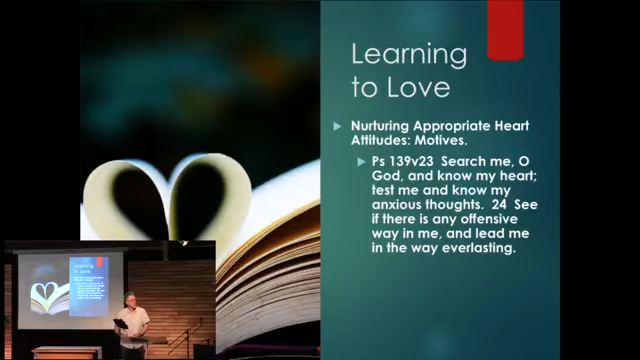 Learning
to Love
Nurturing Appropriate Heart
Attitudes: Motives.
Ps 139v23  Search me, O
God, and know my heart;
test me and know my
anxious thoughts.  24  See
if there is any offensive
way in me, and lead me
in the way everlasting.
Learning
to Love